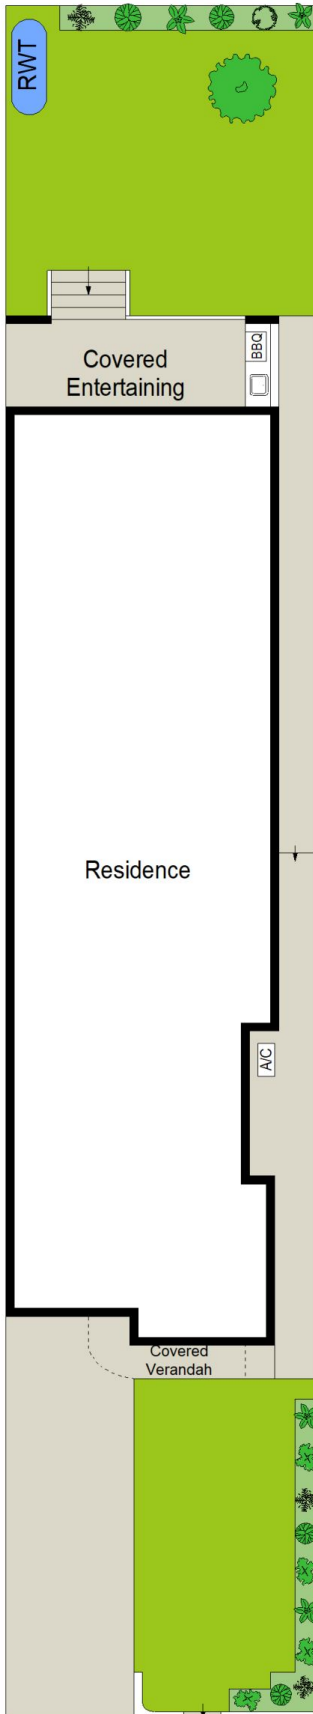 RWT
Covered
Entertaining
BBQ
Residence
A/C
Covered
Verandah